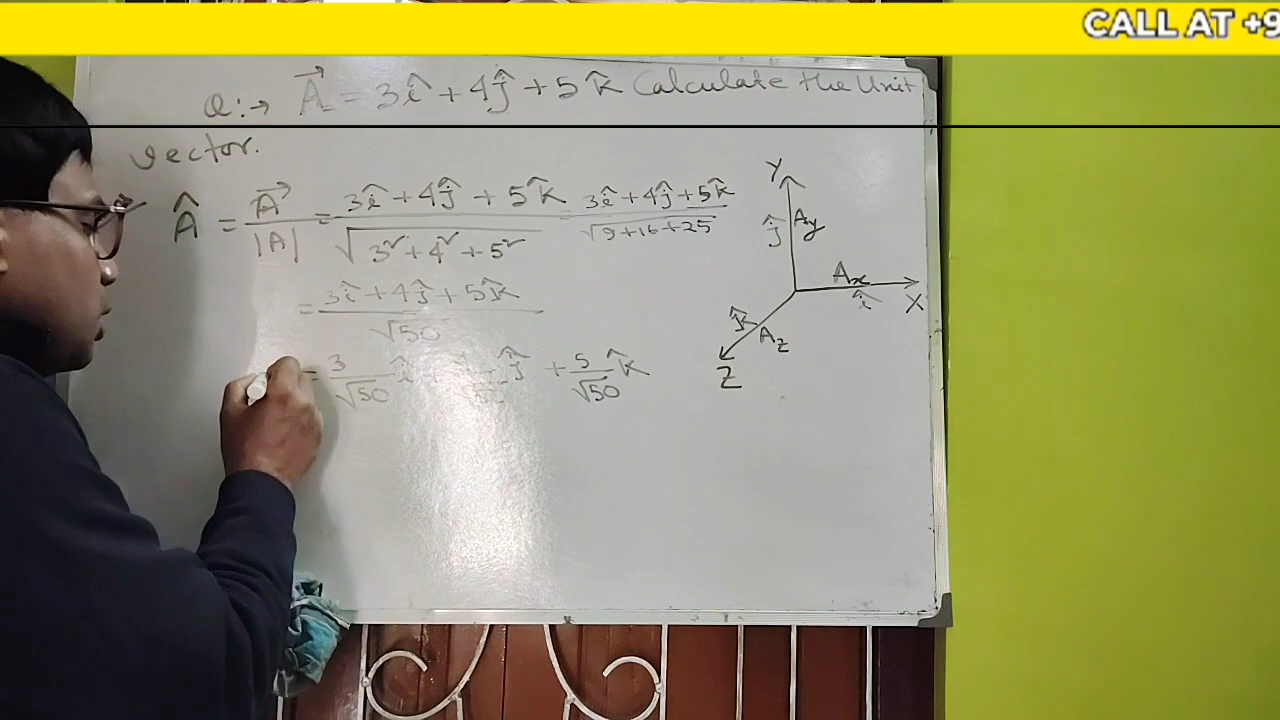 CALL AT +9
Q:→ A⃗ = 3î + 4ĵ + 5k̂ Calculate the Unit
vector.
Â = A⃗/|A| = (3î + 4ĵ + 5k̂)/√(3² + 4² + 5²) = (3î + 4ĵ + 5k̂)/√(9+16+25)
= (3î + 4ĵ + 5k̂)/√50
= 3/√50 î + ĵ + 5/√50 k̂
Y
ĵ Ay
Ax
î X
k̂ Az
Z